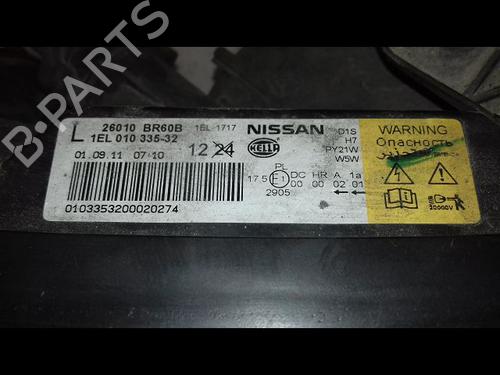 26010 BR60B 1EL 1717 NISSAN
L 1EL 010 335-32
01.09.11 07:10 12 24 HELLA
D1S
H7
PY21W
W5W
PL DC HR A 1a
17.5 E1 00 00 02 01
2905
0103353200020274
WARNING
Опасность
20000V
B-PARTS